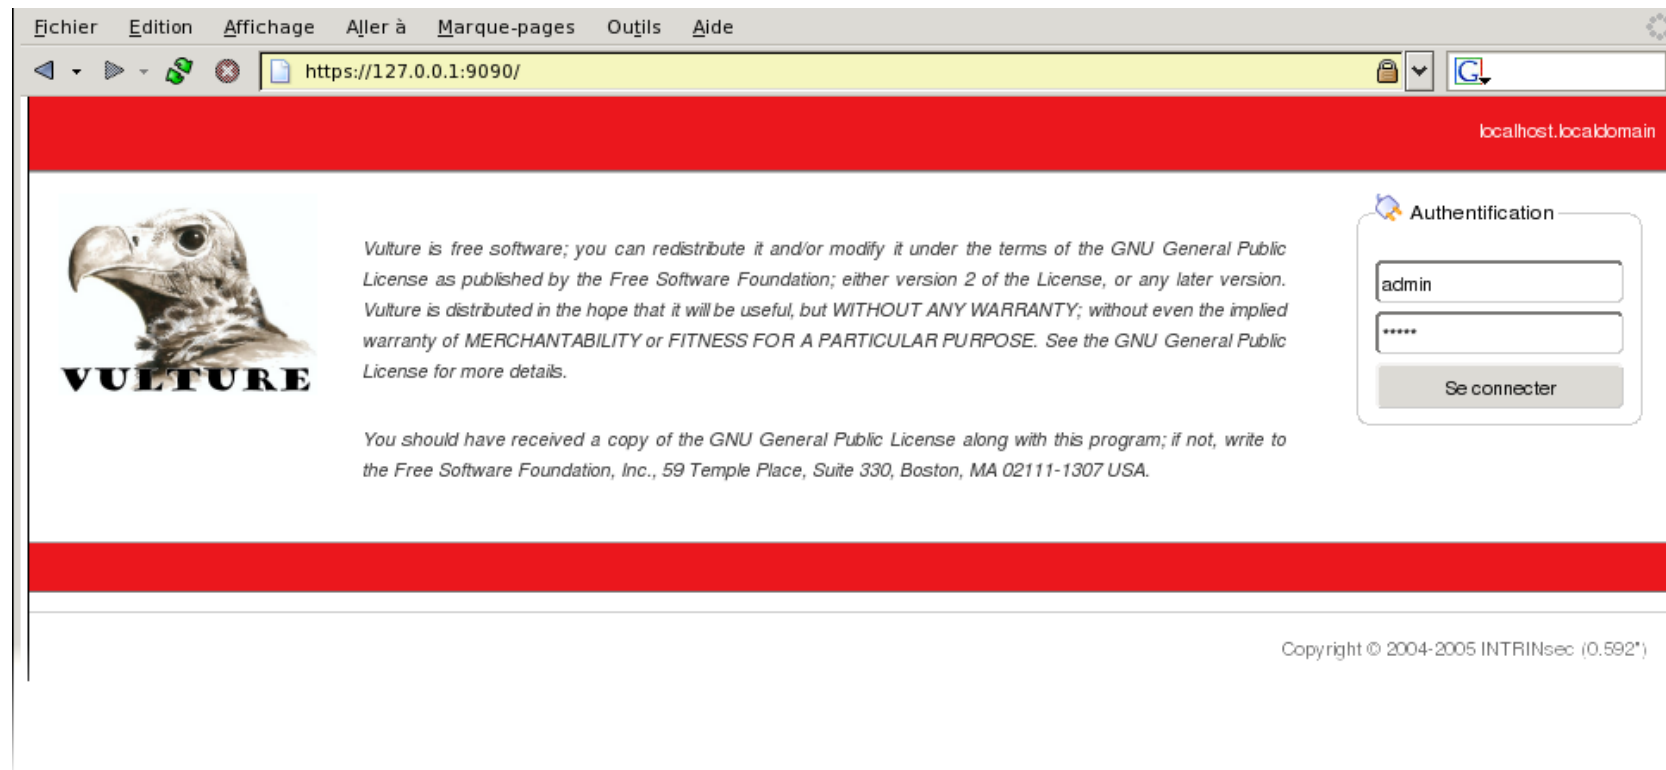 Fichier Edition Affichage Aller à Marque-pages Outils Aide
https://127.0.0.1:9090/
localhost.localdomain
Authentification
Vulture is free software; you can redistribute it and/or modify it under the terms of the GNU General Public
License as published by the Free Software Foundation; either version 2 of the License, or any later version.
Vulture is distributed in the hope that it will be useful, but WITHOUT ANY WARRANTY; without even the implied
warranty of MERCHANTABILITY or FITNESS FOR A PARTICULAR PURPOSE. See the GNU General Public
License for more details.
You should have received a copy of the GNU General Public License along with this program; if not, write to
the Free Software Foundation, Inc., 59 Temple Place, Suite 330, Boston, MA 02111-1307 USA.
VULTURE
admin
*****
Se connecter
Copyright © 2004-2005 INTRINsec (0.592*)